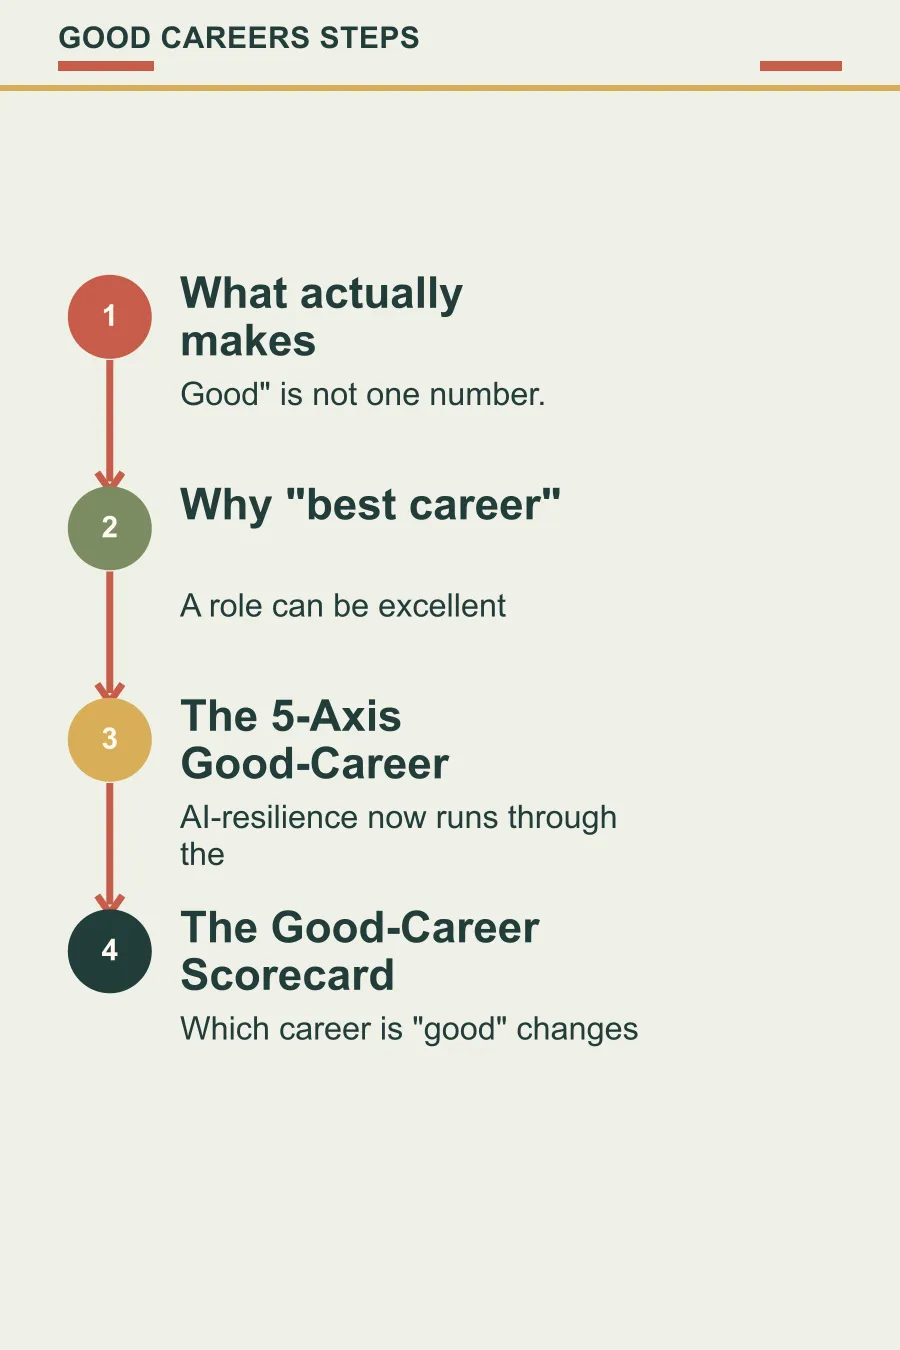 GOOD CAREERS STEPS
1
What actually
makes
Good" is not one number.
2
Why "best career"
A role can be excellent
3
The 5-Axis
Good-Career
AI-resilience now runs through
the
4
The Good-Career
Scorecard
Which career is "good" changes